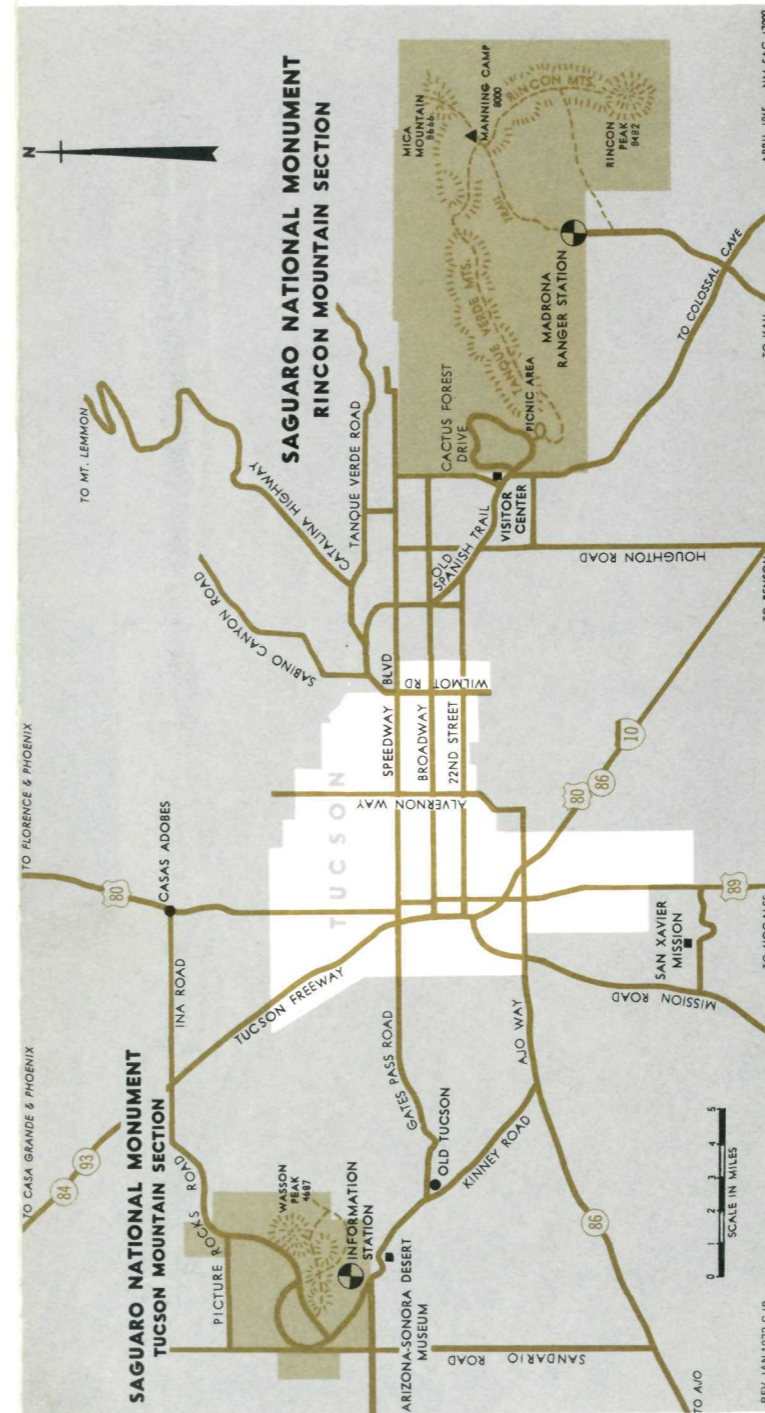 SAGUARO NATIONAL MONUMENT
TUCSON MOUNTAIN SECTION
SAGUARO NATIONAL MONUMENT
RINCON MOUNTAIN SECTION
N
TO CASA GRANDE & PHOENIX
TO FLORENCE & PHOENIX
TO MT. LEMMON
84
93
80
CASAS ADOBES
INA ROAD
TUCSON FREEWAY
PICTURE ROCKS ROAD
WASSON
PEAK
4687
INFORMATION
STATION
ARIZONA-SONORA DESERT
MUSEUM
SANDARIO ROAD
GATES PASS ROAD
OLD TUCSON
KINNEY ROAD
AJO WAY
86
TO AJO
SCALE IN MILES
0 1 2 3 4 5
TUCSON
SPEEDWAY BLVD
BROADWAY
22ND STREET
ALVERNON WAY
WILMOT RD
SABINO CANYON ROAD
CATALINA HIGHWAY
TANQUE VERDE ROAD
OLD
SPANISH TRAIL
HOUGHTON ROAD
VISITOR
CENTER
CACTUS FOREST
DRIVE
PICNIC AREA
TANQUE VERDE MTS.
TRAIL
MICA
MOUNTAIN
8666
MANNING CAMP
8000
RINCON MTS.
RINCON
PEAK
8482
MADRONA
RANGER STATION
TO COLOSSAL CAVE
80
86
10
89
SAN XAVIER
MISSION
MISSION ROAD